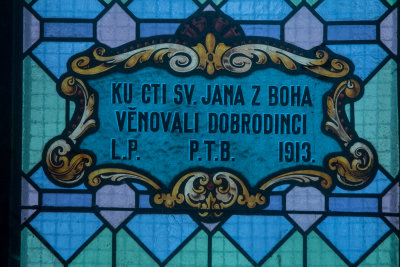 KU CTI SV. JANA Z BOHA
VĚNOVALI DOBRODINCI
L.P. P.T.B. 1913.